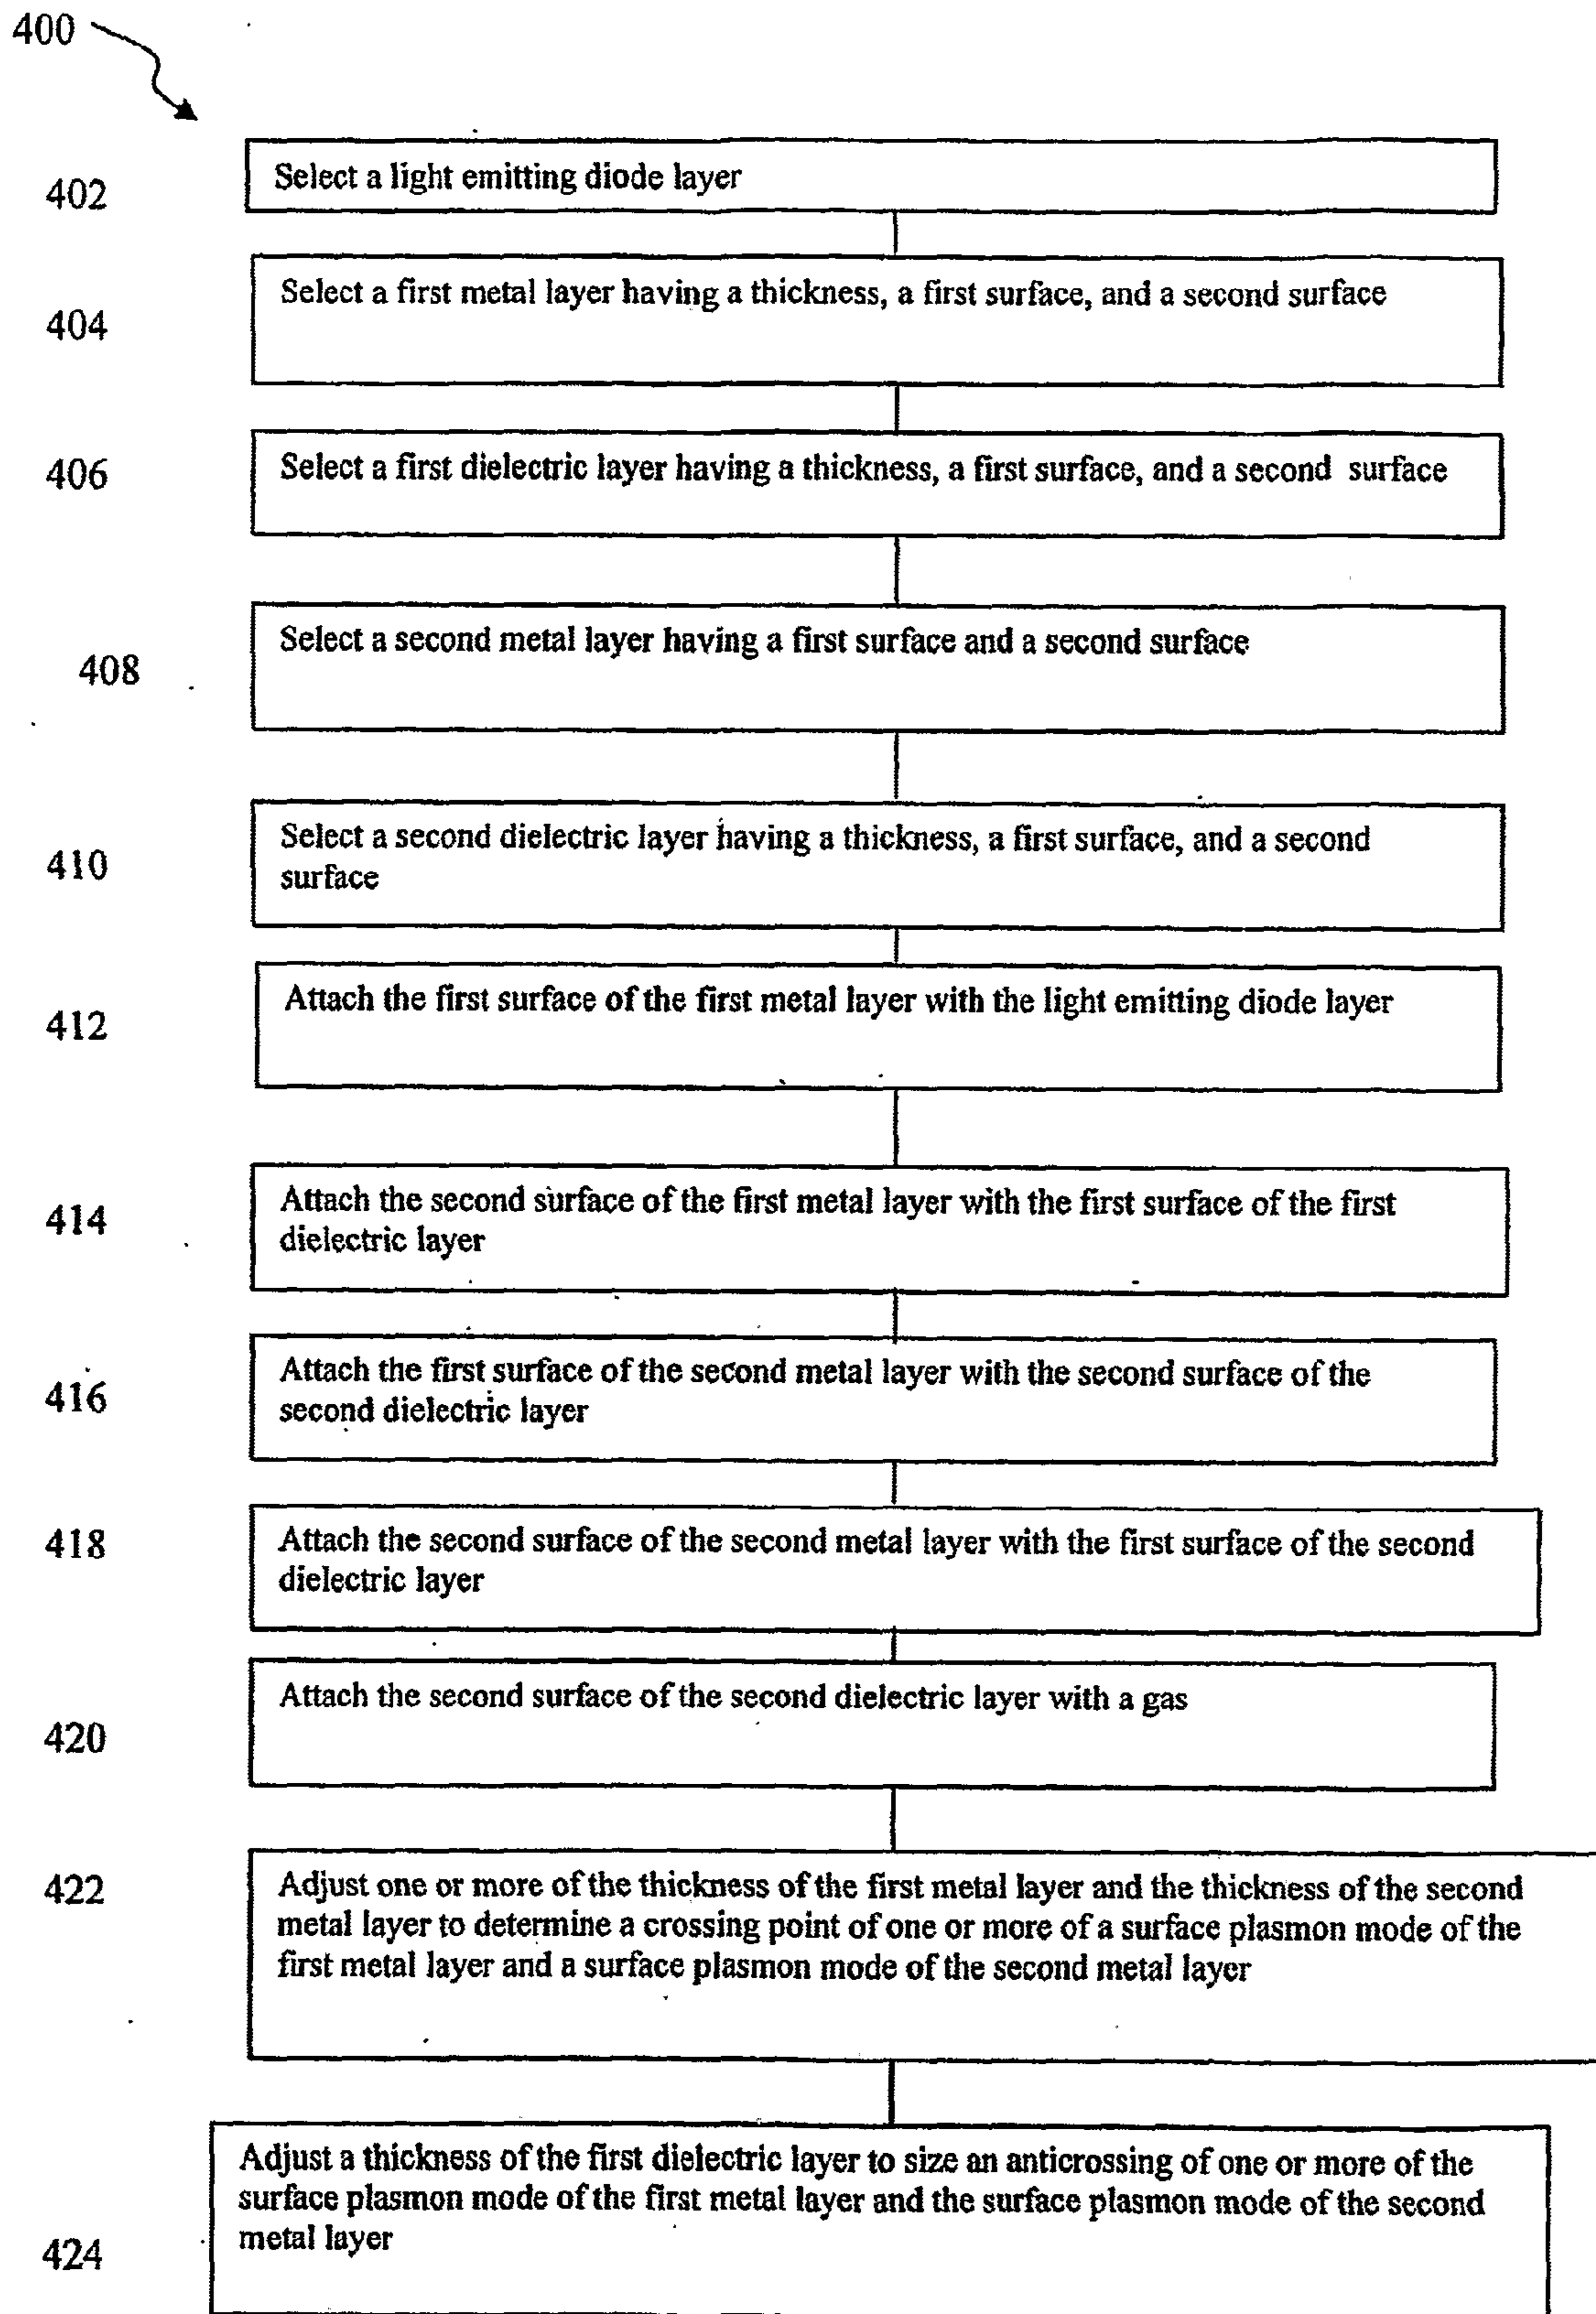 400
402
Select a light emitting diode layer
404
Select a first metal layer having a thickness, a first surface, and a second surface
406
Select a first dielectric layer having a thickness, a first surface, and a second surface
408
Select a second metal layer having a first surface and a second surface
410
Select a second dielectric layer having a thickness, a first surface, and a second
surface
412
Attach the first surface of the first metal layer with the light emitting diode layer
414
Attach the second surface of the first metal layer with the first surface of the first
dielectric layer
416
Attach the first surface of the second metal layer with the second surface of the
second dielectric layer
418
Attach the second surface of the second metal layer with the first surface of the second
dielectric layer
420
Attach the second surface of the second dielectric layer with a gas
422
Adjust one or more of the thickness of the first metal layer and the thickness of the second
metal layer to determine a crossing point of one or more of a surface plasmon mode of the
first metal layer and a surface plasmon mode of the second metal layer
424
Adjust a thickness of the first dielectric layer to size an anticrossing of one or more of the
surface plasmon mode of the first metal layer and the surface plasmon mode of the second
metal layer